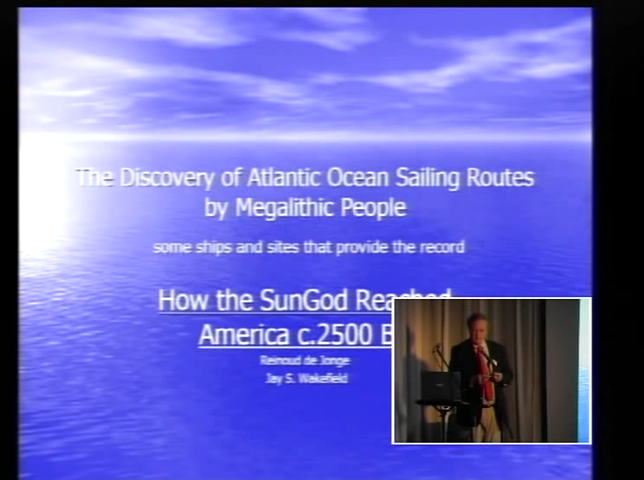 The Discovery of Atlantic Ocean Sailing Routes
by Megalithic People
some ships and sites that provide the record
How the SunGod Reached
America c.2500 B
Reinoud de Jonge
Jay S. Wakefield